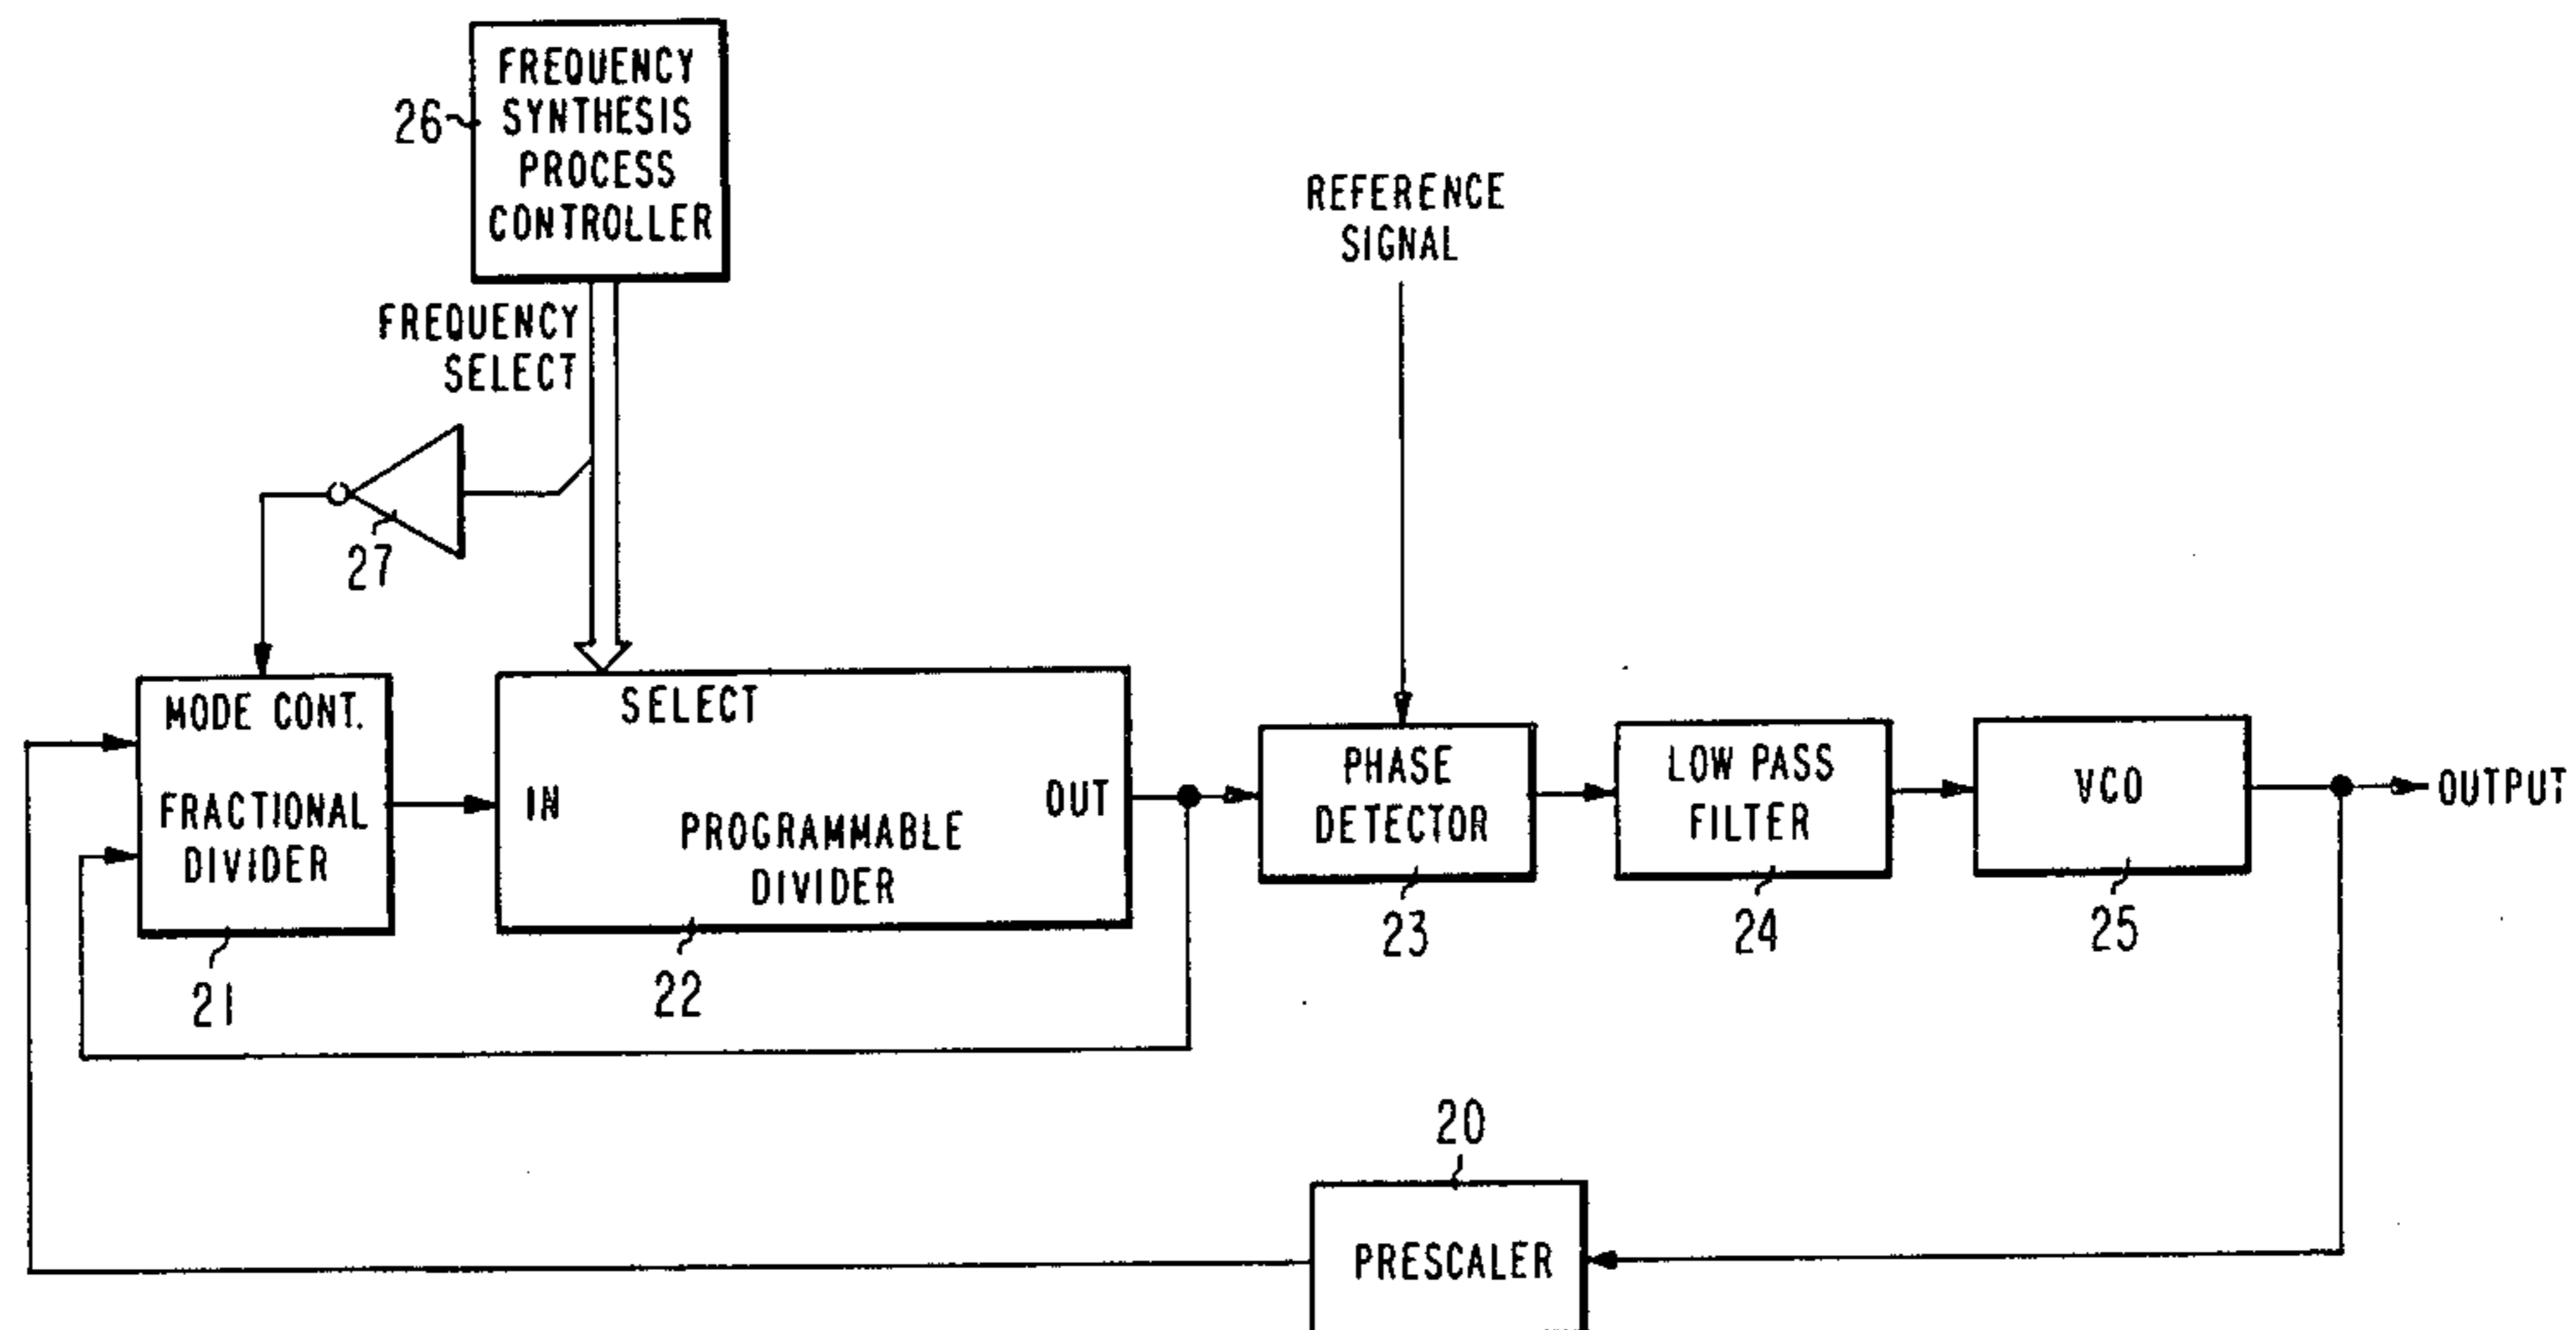 FREQUENCY
SYNTHESIS
PROCESS
CONTROLLER
26
REFERENCE
SIGNAL
FREQUENCY
SELECT
27
MODE CONT.
FRACTIONAL
DIVIDER
21
SELECT
IN
OUT
PROGRAMMABLE
DIVIDER
22
PHASE
DETECTOR
23
LOW PASS
FILTER
24
VCO
25
OUTPUT
20
PRESCALER